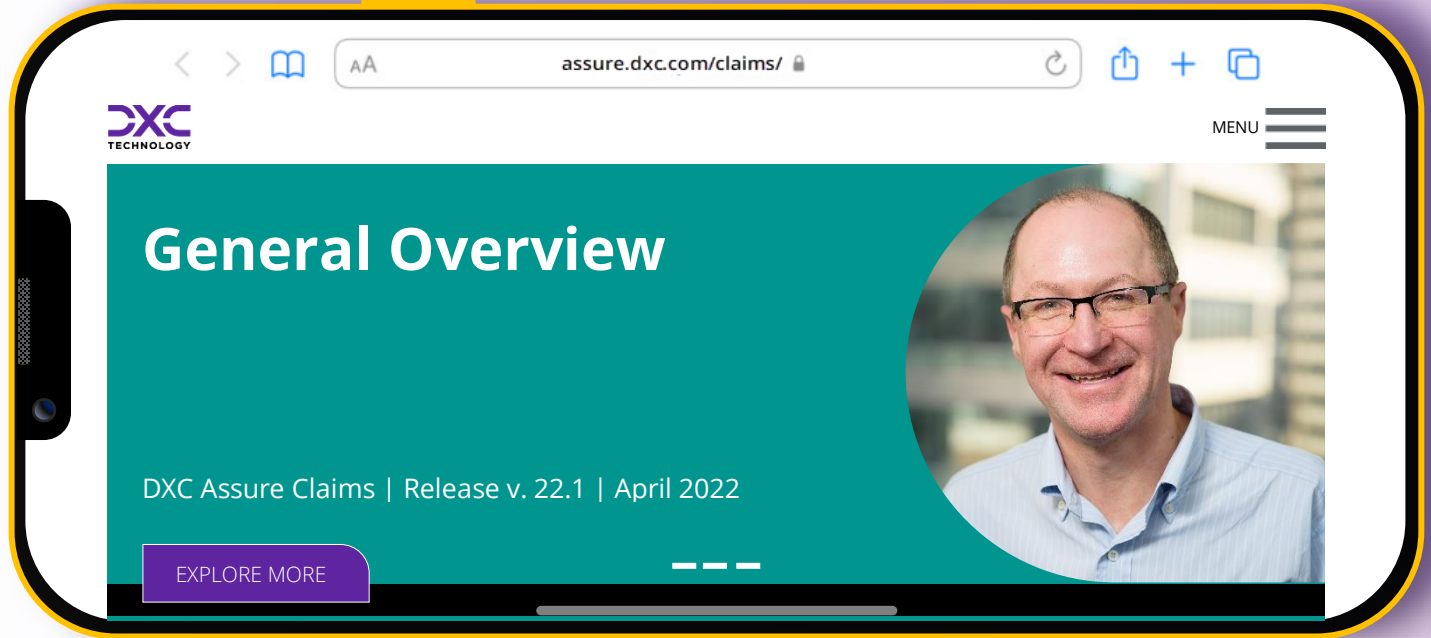 AA
assure.dxc.com/claims/
DXC
TECHNOLOGY
MENU
General Overview
DXC Assure Claims | Release v. 22.1 | April 2022
EXPLORE MORE